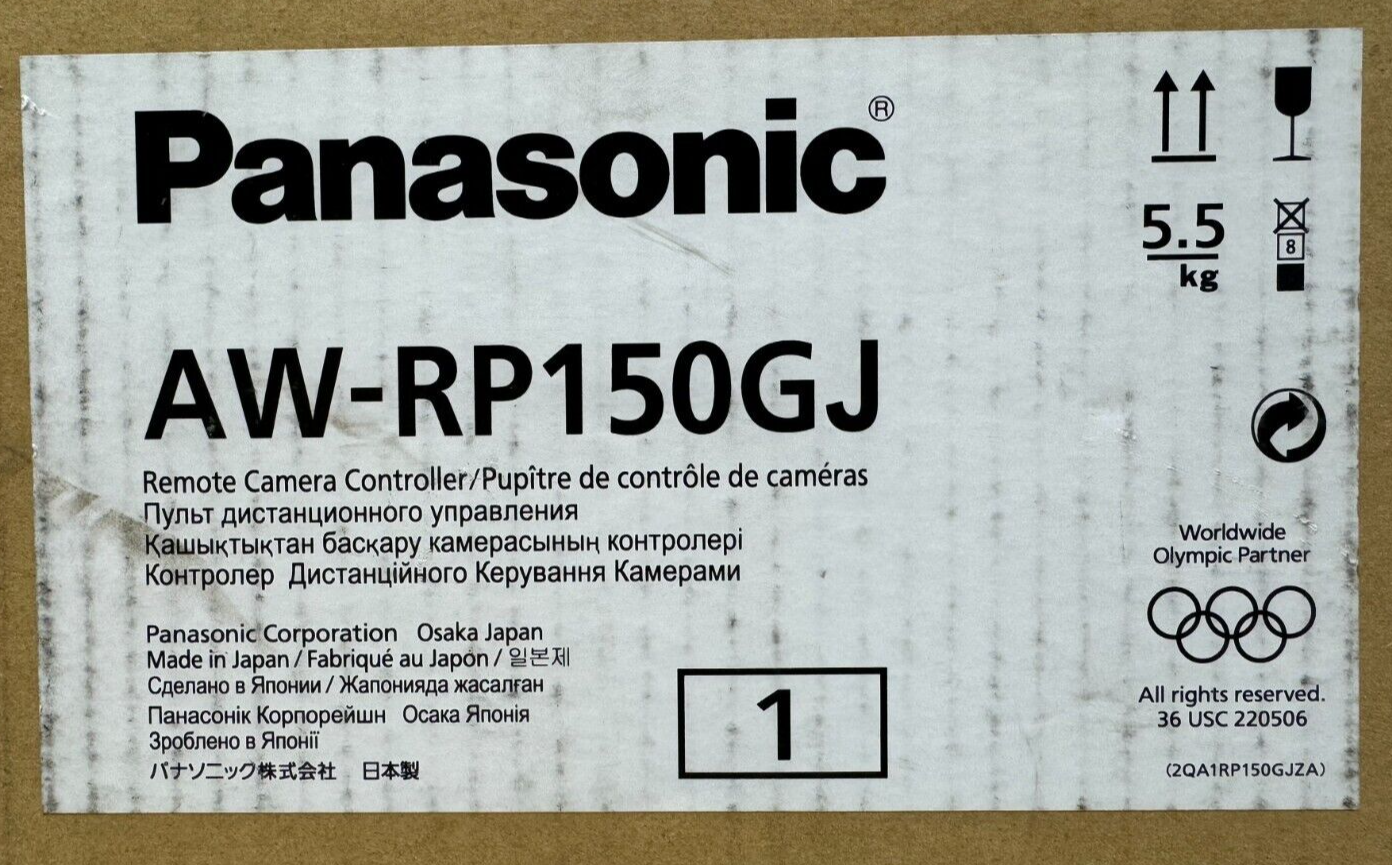 Panasonic®
AW-RP150GJ
Remote Camera Controller/Pupître de contrôle de caméras
Пульт дистанционного управления
Қашықтықтан басқару камерасының контролері
Контролер Дистанційного Керування Камерами
Panasonic Corporation Osaka Japan
Made in Japan / Fabriqué au Japon / 일본제
Сделано в Японии / Жапонияда жасалған
Панасонік Корпорейшн Осака Японія
Зроблено в Японії
パナソニック株式会社 日本製
1
5.5
kg
8
Worldwide
Olympic Partner
All rights reserved.
36 USC 220506
(2QA1RP150GJZA)